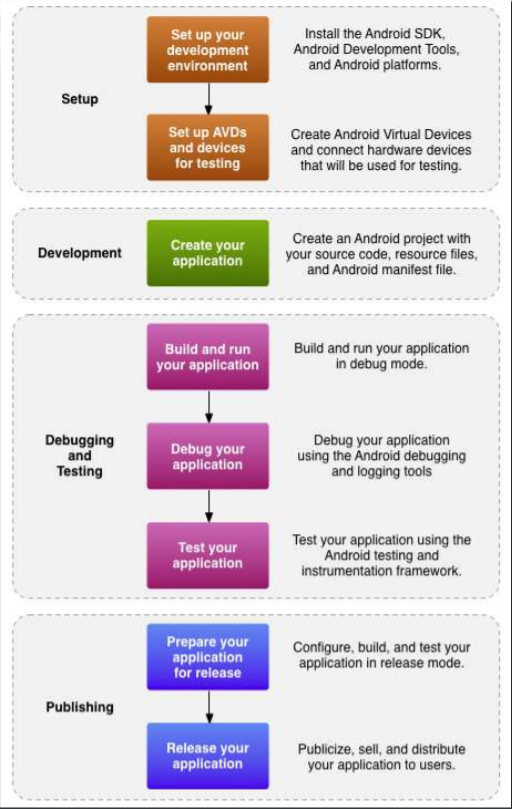 Set up your
development
environment
Install the Android SDK,
Android Development Tools,
and Android platforms.
Setup
Set up AVDs
and devices
for testing
Create Android Virtual Devices
and connect hardware devices
that will be used for testing.
Development
Create your
application
Create an Android project with
your source code, resource files,
and Android manifest file.
Build and run
your application
Build and run your application
in debug mode.
Debugging
and
Testing
Debug your
application
Debug your application
using the Android debugging
and logging tools
Test your
application
Test your application using the
Android testing and
instrumentation framework.
Prepare your
application
for release
Configure, build, and test your
application in release mode.
Publishing
Release your
application
Publicize, sell, and distribute
your application to users.